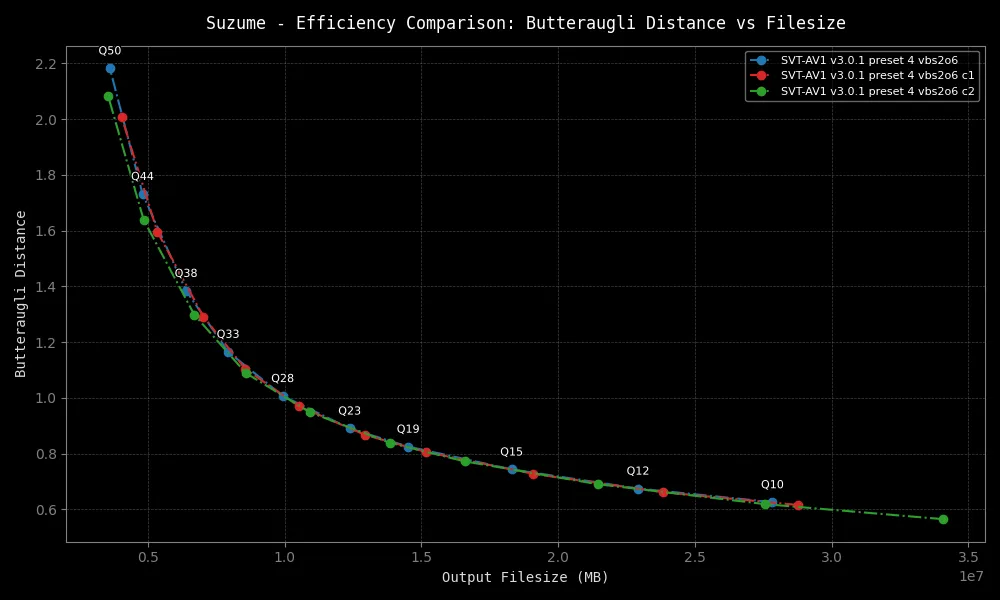 Suzume - Efficiency Comparison: Butteraugli Distance vs Filesize
SVT-AV1 v3.0.1 preset 4 vbs2o6
SVT-AV1 v3.0.1 preset 4 vbs2o6 c1
SVT-AV1 v3.0.1 preset 4 vbs2o6 c2
Butteraugli Distance
2.2
2.0
1.8
1.6
1.4
1.2
1.0
0.8
0.6
Q50
Q44
Q38
Q33
Q28
Q23
Q19
Q15
Q12
Q10
0.5 1.0 1.5 2.0 2.5 3.0 3.5
1e7
Output Filesize (MB)